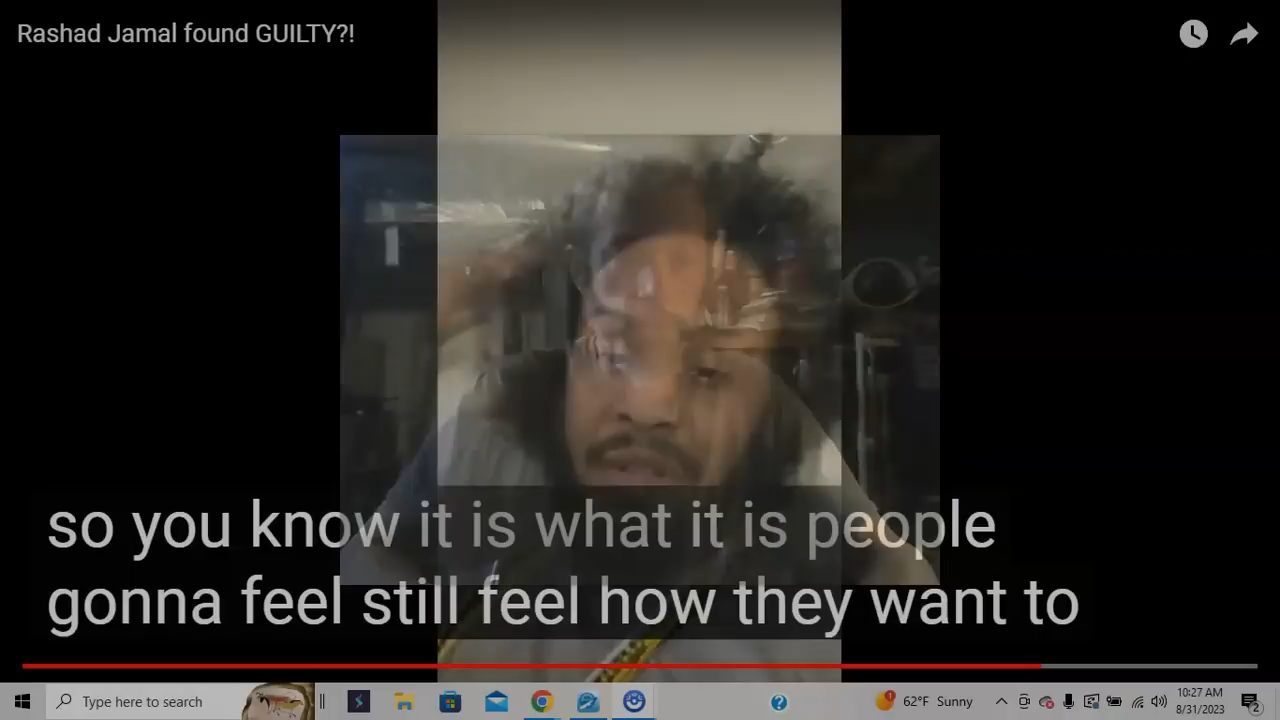 Rashad Jamal found GUILTY?!
so you know it is what it is people
gonna feel still feel how they want to
Type here to search
62°F Sunny
10:27 AM
8/31/2023
2